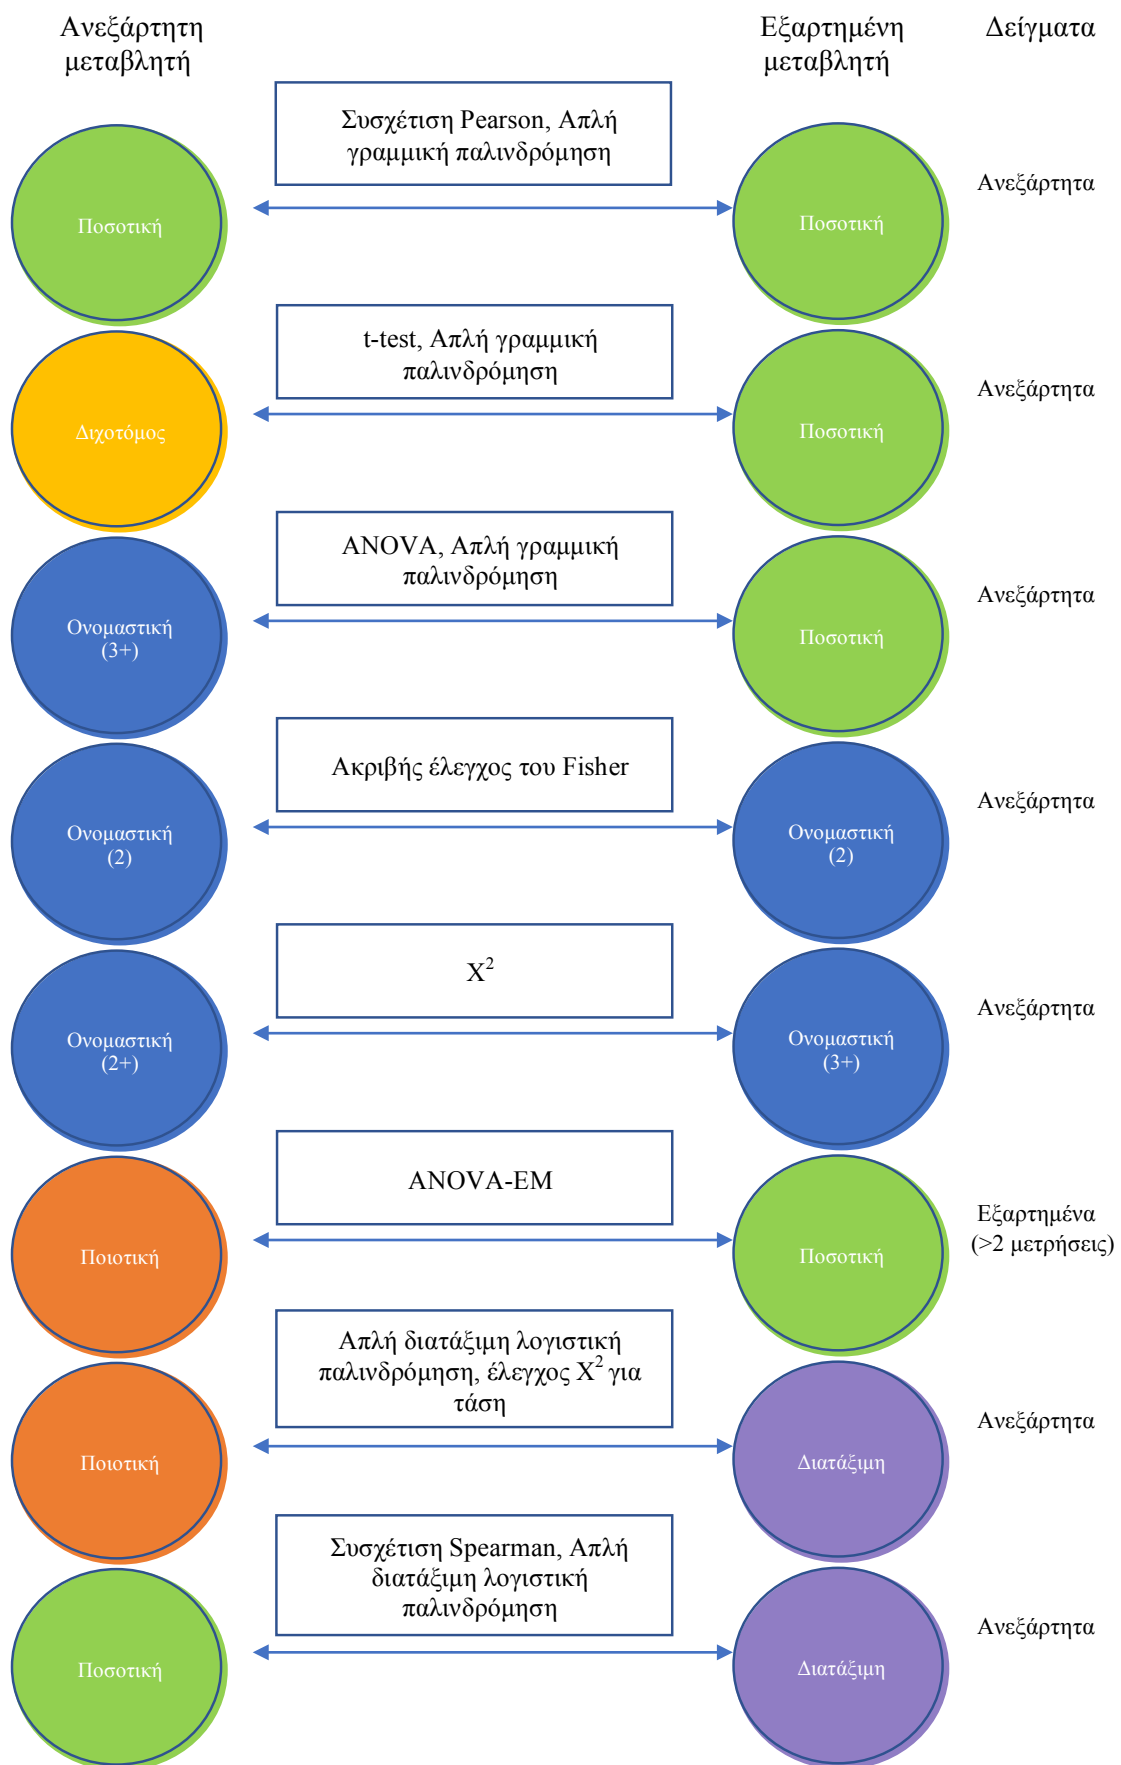 Ανεξάρτητη
μεταβλητή
Εξαρτημένη
μεταβλητή
Δείγματα
Συσχέτιση Pearson, Απλή
γραμμική παλινδρόμηση
Ποσοτική
Ποσοτική
Ανεξάρτητα
t-test, Απλή γραμμική
παλινδρόμηση
Διχοτόμος
Ποσοτική
Ανεξάρτητα
ANOVA, Απλή γραμμική
παλινδρόμηση
Ονομαστική
(3+)
Ποσοτική
Ανεξάρτητα
Ακριβής έλεγχος του Fisher
Ονομαστική
(2)
Ονομαστική
(2)
Ανεξάρτητα
X²
Ονομαστική
(2+)
Ονομαστική
(3+)
Ανεξάρτητα
ANOVA-EM
Ποιοτική
Ποσοτική
Εξαρτημένα
(>2 μετρήσεις)
Απλή διατάξιμη λογιστική
παλινδρόμηση, έλεγχος X² για
τάση
Ποιοτική
Διατάξιμη
Ανεξάρτητα
Συσχέτιση Spearman, Απλή
διατάξιμη λογιστική
παλινδρόμηση
Ποσοτική
Διατάξιμη
Ανεξάρτητα